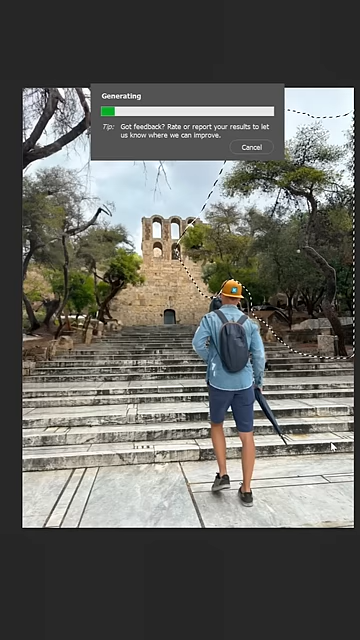 Generating
Tip: Got feedback? Rate or report your results to let
us know where we can improve.
Cancel